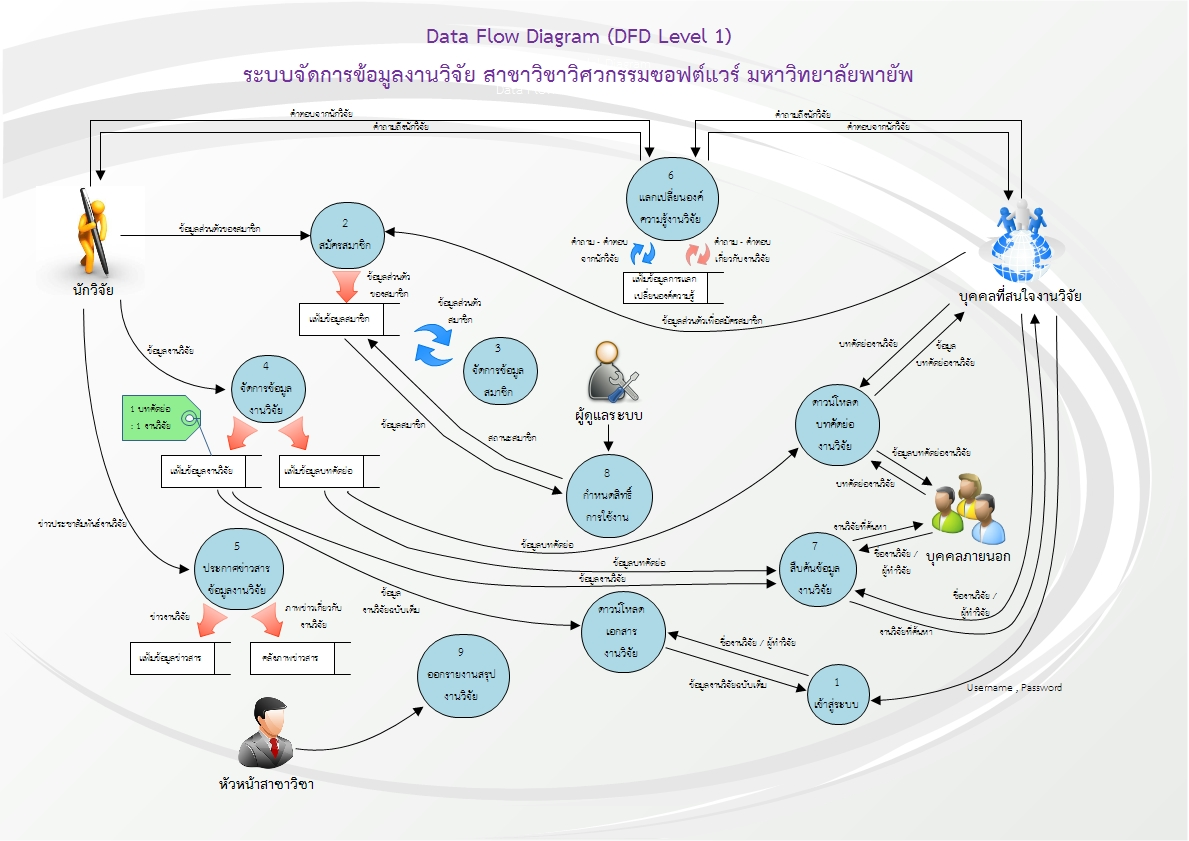 Data Flow Diagram (DFD Level 1)
ระบบจัดการข้อมูลงานวิจัย สาขาวิชาวิศวกรรมซอฟต์แวร์ มหาวิทยาลัยพายัพ
คำตอบจากนักวิจัย
คำถามถึงนักวิจัย
คำถามถึงนักวิจัย
คำตอบจากนักวิจัย
6
แลกเปลี่ยนองค์
ความรู้งานวิจัย
2
สมัครสมาชิก
ข้อมูลส่วนตัวของสมาชิก
คำถาม - คำตอบ
จากนักวิจัย
คำถาม - คำตอบ
เกี่ยวกับงานวิจัย
แฟ้มข้อมูลการแลก
เปลี่ยนองค์ความรู้
นักวิจัย
บุคคลที่สนใจงานวิจัย
ข้อมูลส่วนตัว
ของสมาชิก
แฟ้มข้อมูลสมาชิก
ข้อมูลส่วนตัว
สมาชิก
ข้อมูลส่วนตัวเพื่อสมัครสมาชิก
ข้อมูลงานวิจัย
3
จัดการข้อมูล
สมาชิก
บทคัดย่องานวิจัย
ข้อมูล
บทคัดย่องานวิจัย
4
จัดการข้อมูล
งานวิจัย
1 บทคัดย่อ
: 1 งานวิจัย
ผู้ดูแลระบบ
ดาวน์โหลด
บทคัดย่อ
งานวิจัย
ข้อมูลสมาชิก
สถานะสมาชิก
แฟ้มข้อมูลงานวิจัย
แฟ้มข้อมูลบทคัดย่อ
8
กำหนดสิทธิ์
การใช้งาน
ข้อมูลบทคัดย่องานวิจัย
บทคัดย่องานวิจัย
ข่าวประชาสัมพันธ์งานวิจัย
งานวิจัยที่ค้นหา
ชื่องานวิจัย /
ผู้ทำวิจัย
บุคคลภายนอก
5
ประกาศข่าวสาร
ข้อมูลงานวิจัย
ข้อมูลบทคัดย่อ
ข้อมูลบทคัดย่อ
ข้อมูลงานวิจัย
7
สืบค้นข้อมูล
งานวิจัย
ข้อมูล
งานวิจัยฉบับเต็ม
ชื่องานวิจัย /
ผู้ทำวิจัย
งานวิจัยที่ค้นหา
ข่าวงานวิจัย
ภาพข่าวเกี่ยวกับ
งานวิจัย
ดาวน์โหลด
เอกสาร
งานวิจัย
แฟ้มข้อมูลข่าวสาร
คลังภาพข่าวสาร
9
ออกรายงานสรุป
งานวิจัย
ชื่องานวิจัย / ผู้ทำวิจัย
ข้อมูลงานวิจัยฉบับเต็ม
1
เข้าสู่ระบบ
Username , Password
หัวหน้าสาขาวิชา